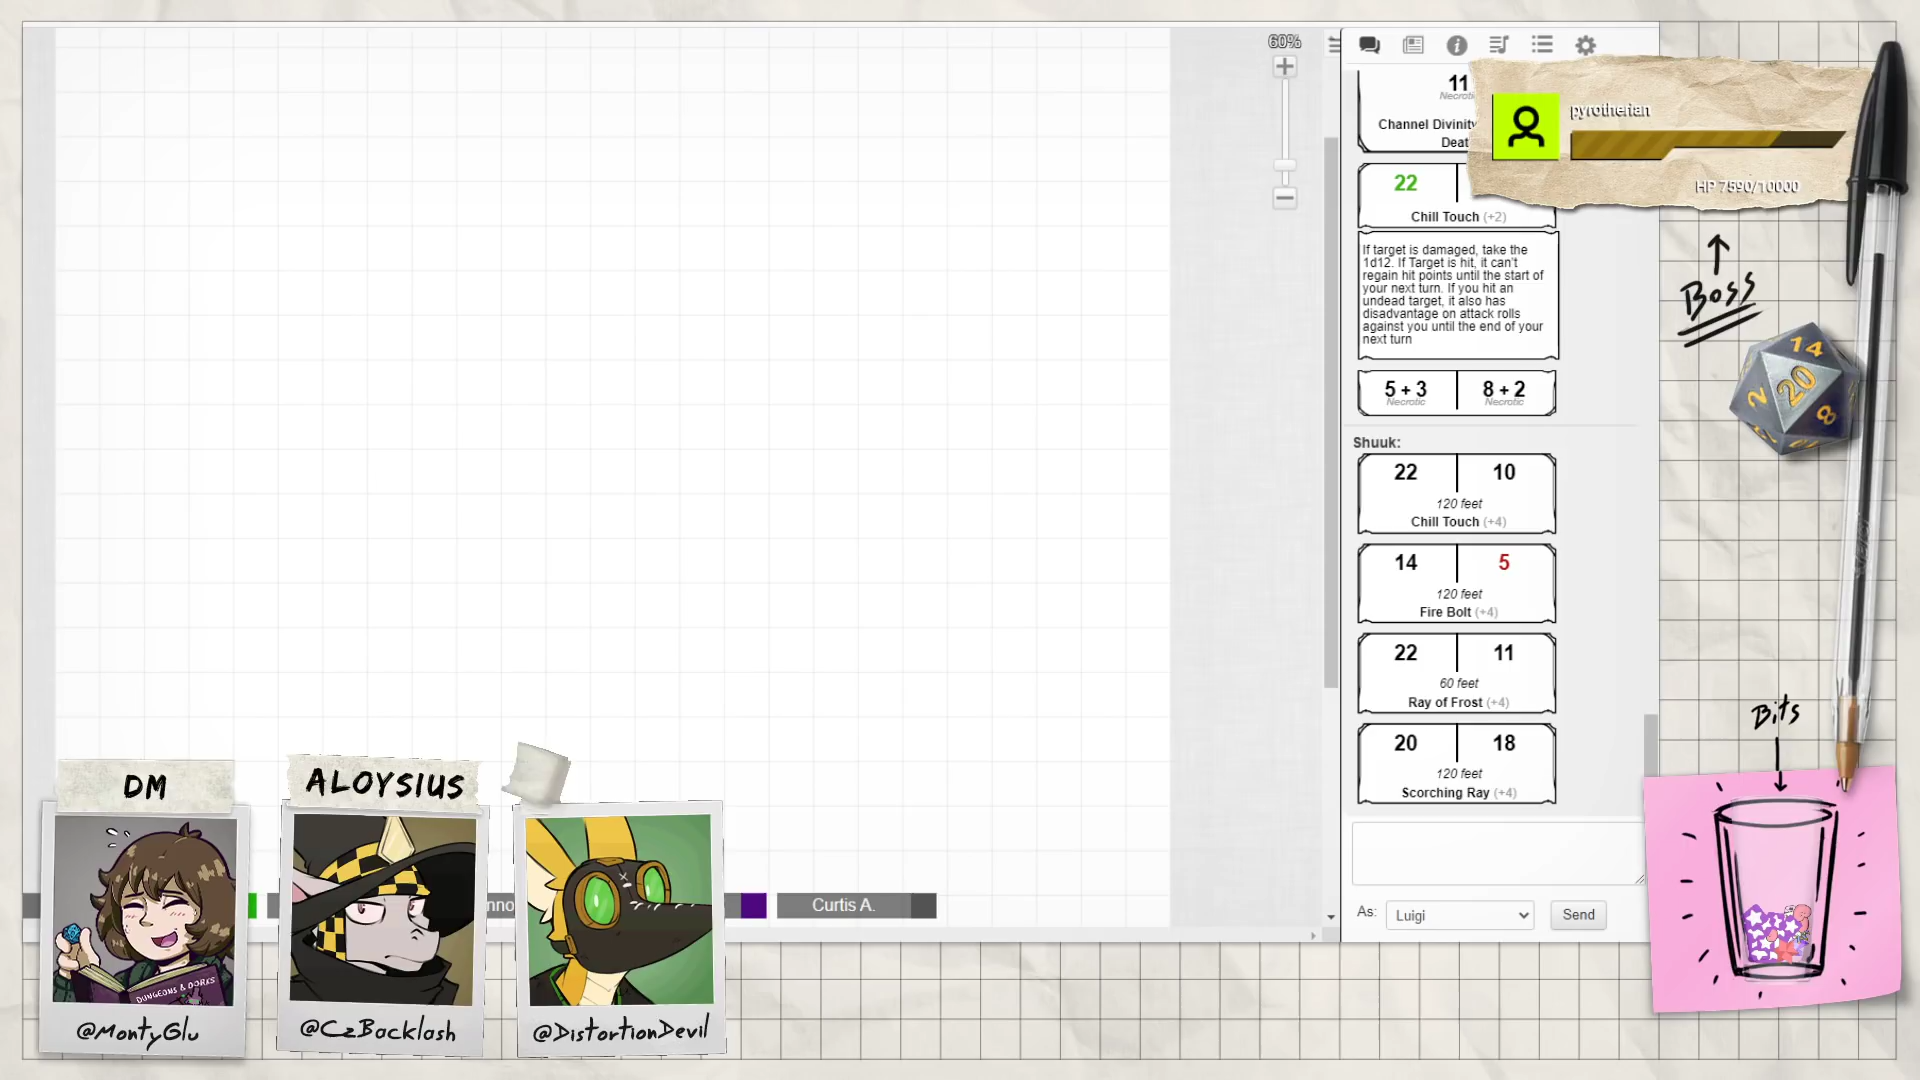 60%
11
Necrotic
Channel Divinity
Deat
22
Chill Touch (+2)
If target is damaged, take the
1d12. If Target is hit, it can't
regain hit points until the start of
your next turn. If you hit an
undead target, it also has
disadvantage on attack rolls
against you until the end of your
next turn
5 + 3 8 + 2
Necrotic Necrotic
Shuuk:
22 10
120 feet
Chill Touch (+4)
14 5
120 feet
Fire Bolt (+4)
22 11
60 feet
Ray of Frost (+4)
20 18
120 feet
Scorching Ray (+4)
As: Luigi Send
pyrotherian
HP 7590/10000
Boss
14
20
2
8
Bits
DM
DUNGEONS & DORKS
@MontyGlu
ALOYSIUS
@CzBacklash
@DistortionDevil
nno
Curtis A.